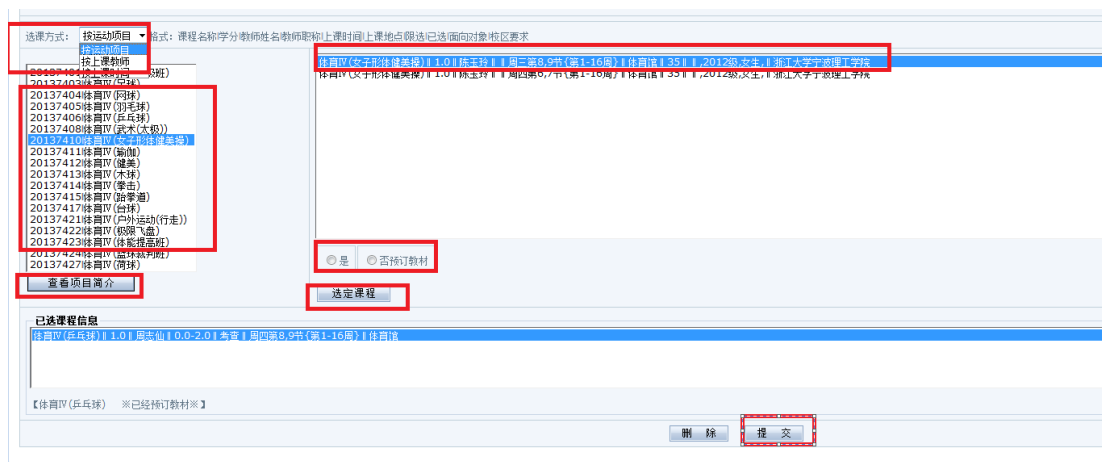 选课方式： 按运动项目 格式：课程名称|学分|教师姓名|教师职称|上课时间|上课地点|限选|已选|面向对象|校区要求
按运动项目
按上课教师
按上课时间
20137403|体育Ⅳ(足球)
20137404|体育Ⅳ(网球)
20137405|体育Ⅳ(羽毛球)
20137406|体育Ⅳ(乒乓球)
20137408|体育Ⅳ(武术(太极))
20137410|体育Ⅳ(女子形体健美操)
20137411|体育Ⅳ(瑜伽)
20137412|体育Ⅳ(健美)
20137413|体育Ⅳ(木球)
20137414|体育Ⅳ(拳击)
20137415|体育Ⅳ(跆拳道)
20137417|体育Ⅳ(台球)
20137421|体育Ⅳ(户外运动(行走))
20137422|体育Ⅳ(极限飞盘)
20137423|体育Ⅳ(体能提高班)
20137424|体育Ⅳ(篮球裁判班)
20137427|体育Ⅳ(荷球)
查看项目简介
体育Ⅳ(女子形体健美操)‖1.0‖陈玉玲‖‖周三第8,9节{第1-16周}‖体育馆‖35‖‖,2012级,女生,‖浙江大学宁波理工学院
体育Ⅳ(女子形体健美操)‖1.0‖陈玉玲‖‖周四第6,7节{第1-16周}‖体育馆‖35‖‖,2012级,女生,‖浙江大学宁波理工学院
是 否预订教材
选定课程
已选课程信息
体育Ⅳ(乒乓球)‖1.0‖周志仙‖0.0-2.0‖考查‖周四第8,9节{第1-16周}‖体育馆
【体育Ⅳ(乒乓球) ※已经预订教材※】
删 除 提 交